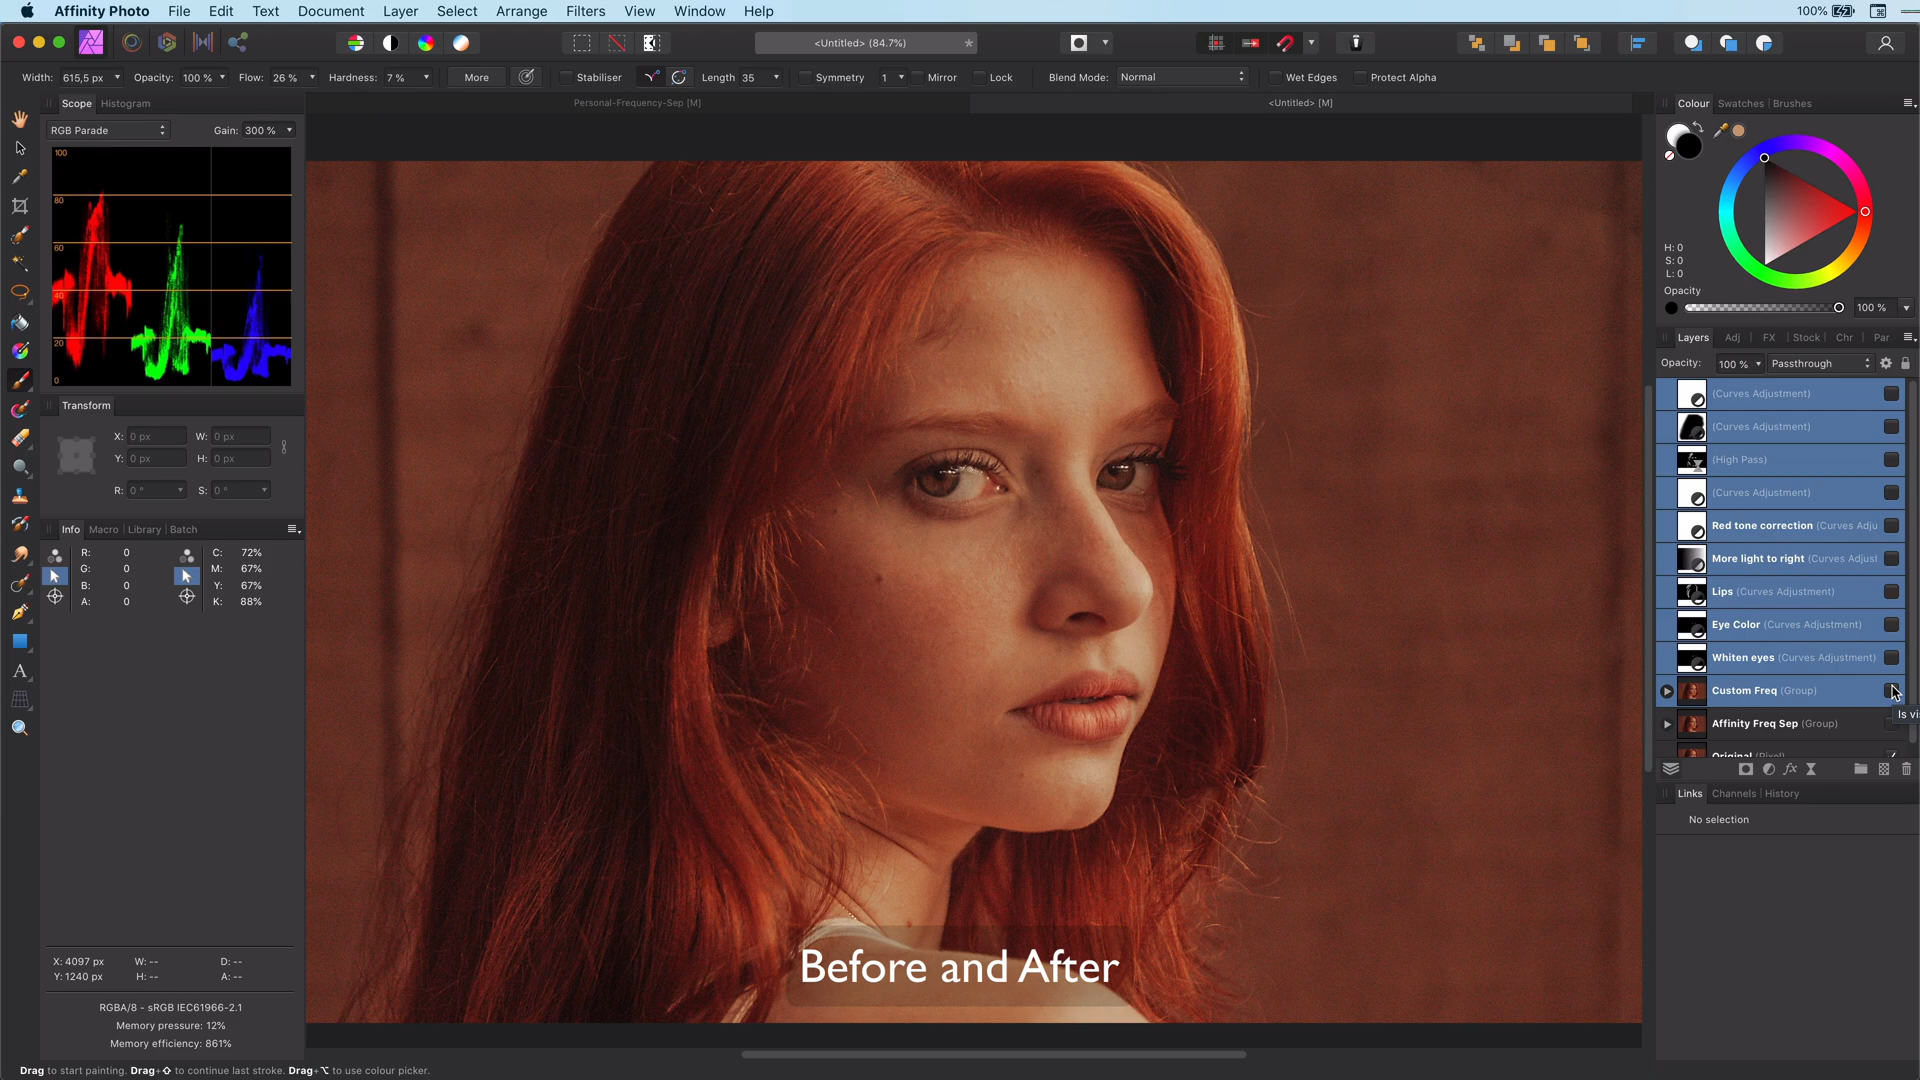 Affinity Photo File Edit Text Document Layer Select Arrange Filters View Window Help 100%
<Untitled> (84.7%) *
Width: 615,5 px Opacity: 100 % Flow: 26 % Hardness: 7 % More Stabiliser Length 35 Symmetry 1 Mirror Lock Blend Mode: Normal Wet Edges Protect Alpha
Scope Histogram
Personal-Frequency-Sep [M]
<Untitled> [M]
Colour Swatches Brushes
RGB Parade Gain: 300 %
100
80
60
40
20
0
H: 0
S: 0
L: 0
Opacity
100 %
Layers Adj FX Stock Chr Par
Opacity: 100 % Passthrough
(Curves Adjustment)
(Curves Adjustment)
(High Pass)
(Curves Adjustment)
Red tone correction (Curves Adju
More light to right (Curves Adjust
Lips (Curves Adjustment)
Eye Color (Curves Adjustment)
Whiten eyes (Curves Adjustment)
Custom Freq (Group)
Is vi
Affinity Freq Sep (Group)
Original (Pixel)
Links Channels History
No selection
Transform
X: 0 px W: 0 px
Y: 0 px H: 0 px
R: 0 ° S: 0 °
Info Macro Library Batch
R: 0 C: 72%
G: 0 M: 67%
B: 0 Y: 67%
A: 0 K: 88%
Before and After
X: 4097 px W: -- D: --
Y: 1240 px H: -- A: --
RGBA/8 - sRGB IEC61966-2.1
Memory pressure: 12%
Memory efficiency: 861%
Drag to start painting. Drag+⇧ to continue last stroke. Drag+⌥ to use colour picker.